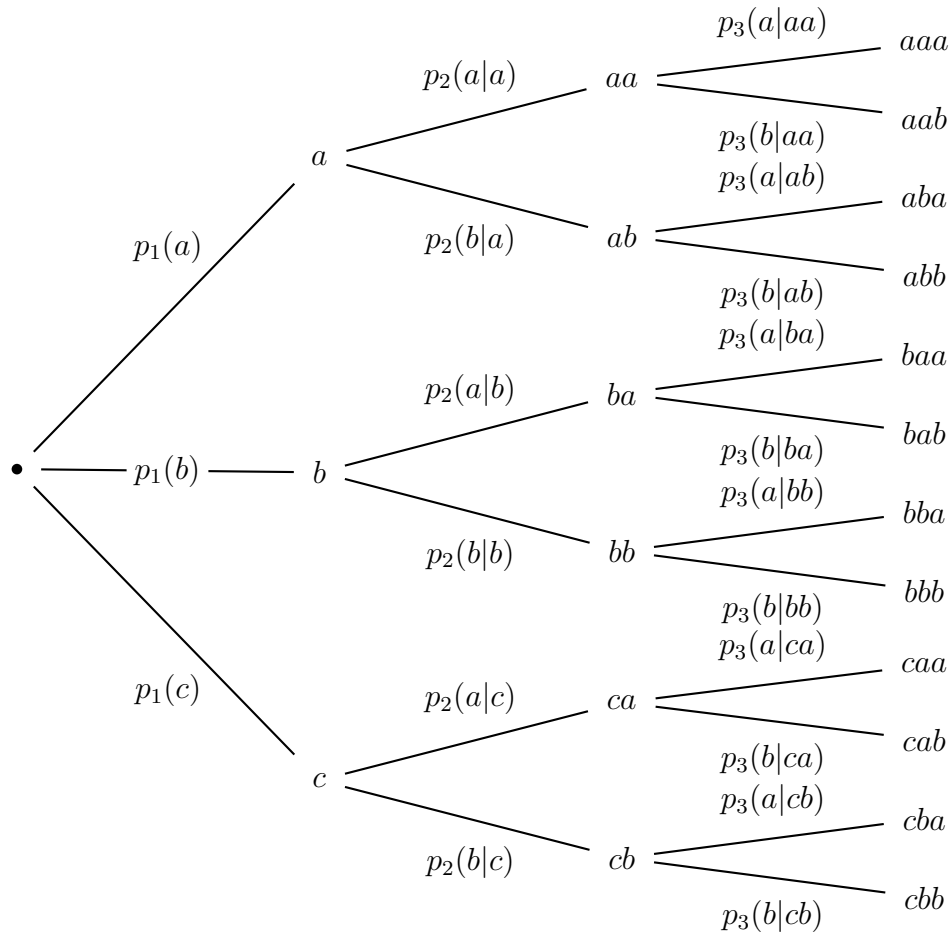 p₃(a|aa)
aaa
p₂(a|a)
aa
aab
p₃(b|aa)
a
p₃(a|ab)
aba
p₁(a)
p₂(b|a)
ab
abb
p₃(b|ab)
p₃(a|ba)
baa
p₂(a|b)
ba
bab
p₃(b|ba)
p₁(b)
b
p₃(a|bb)
bba
p₂(b|b)
bb
bbb
p₃(b|bb)
p₃(a|ca)
caa
p₁(c)
p₂(a|c)
ca
cab
p₃(b|ca)
c
p₃(a|cb)
cba
p₂(b|c)
cb
cbb
p₃(b|cb)